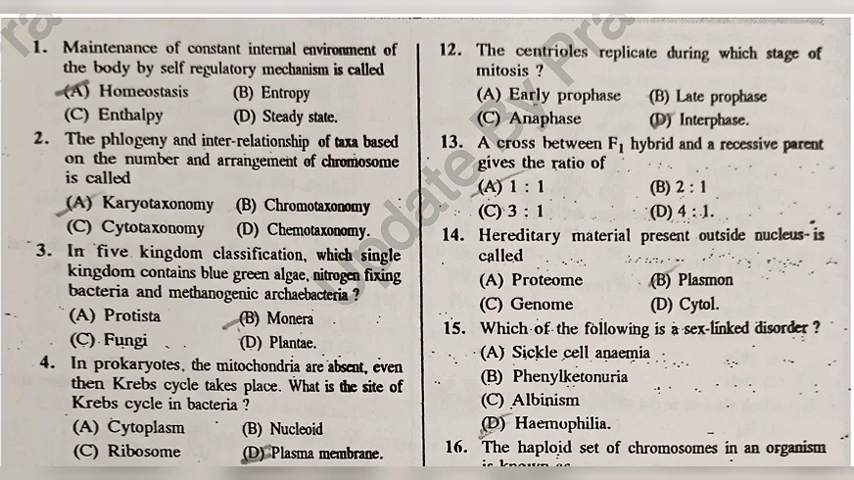 1. Maintenance of constant internal environment of
the body by self regulatory mechanism is called
(A) Homeostasis (B) Entropy
(C) Enthalpy (D) Steady state.
2. The phlogeny and inter-relationship of taxa based
on the number and arrangement of chromosome
is called
(A) Karyotaxonomy (B) Chromotaxonomy
(C) Cytotaxonomy (D) Chemotaxonomy.
3. In five kingdom classification, which single
kingdom contains blue green algae, nitrogen fixing
bacteria and methanogenic archaebacteria ?
(A) Protista (B) Monera
(C) Fungi (D) Plantae.
4. In prokaryotes, the mitochondria are absent, even
then Krebs cycle takes place. What is the site of
Krebs cycle in bacteria ?
(A) Cytoplasm (B) Nucleoid
(C) Ribosome (D) Plasma membrane.
12. The centrioles replicate during which stage of
mitosis ?
(A) Early prophase (B) Late prophase
(C) Anaphase (D) Interphase.
13. A cross between F1 hybrid and a recessive parent
gives the ratio of
(A) 1 : 1 (B) 2 : 1
(C) 3 : 1 (D) 4 : 1.
14. Hereditary material present outside nucleus is
called
(A) Proteome (B) Plasmon
(C) Genome (D) Cytol.
15. Which of the following is a sex-linked disorder ?
(A) Sickle cell anaemia
(B) Phenylketonuria
(C) Albinism
(D) Haemophilia.
16. The haploid set of chromosomes in an organism
is known as
Update By Pra